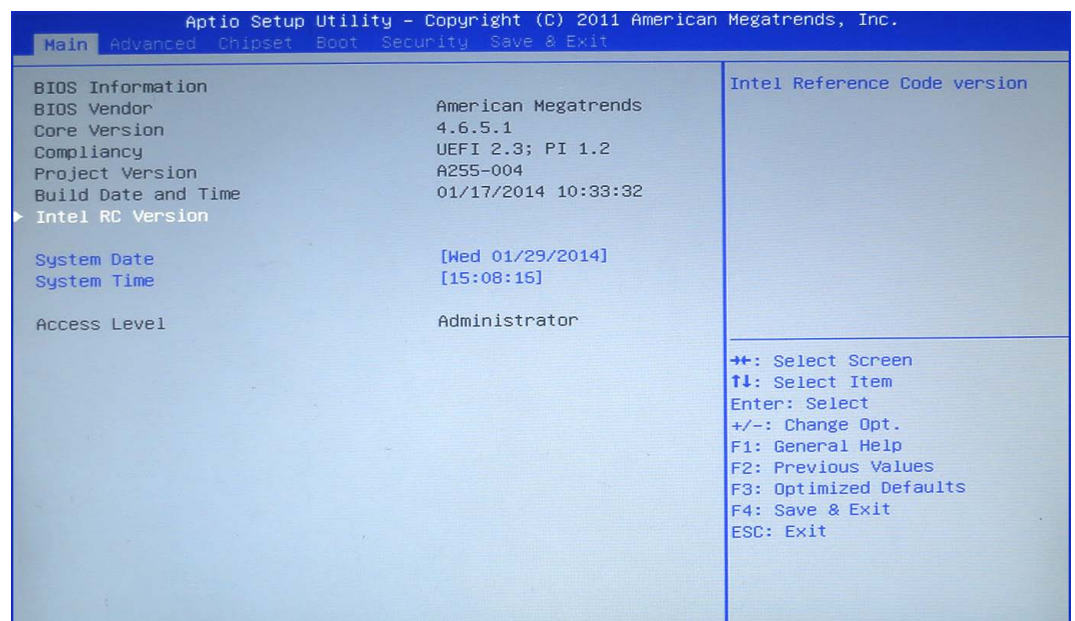 Aptio Setup Utility – Copyright (C) 2011 American Megatrends, Inc.
Main Advanced Chipset Boot Security Save & Exit
BIOS Information
BIOS Vendor American Megatrends
Core Version 4.6.5.1
Compliancy UEFI 2.3; PI 1.2
Project Version A255-004
Build Date and Time 01/17/2014 10:33:32
▶ Intel RC Version
System Date [Wed 01/29/2014]
System Time [15:08:16]
Access Level Administrator
Intel Reference Code version
→←: Select Screen
↑↓: Select Item
Enter: Select
+/-: Change Opt.
F1: General Help
F2: Previous Values
F3: Optimized Defaults
F4: Save & Exit
ESC: Exit